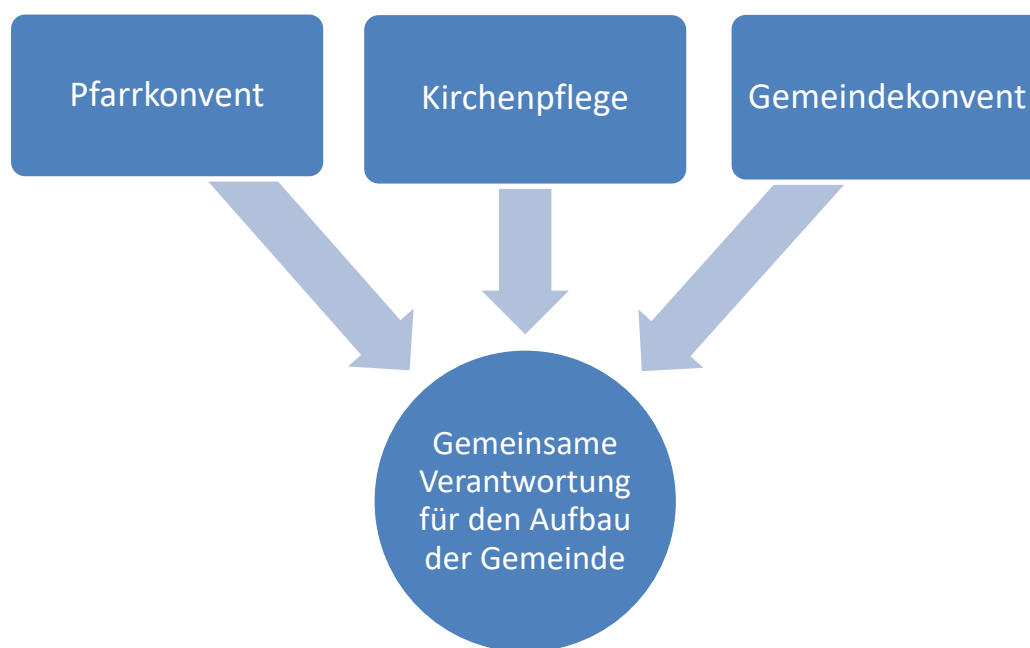 Pfarrkonvent
Kirchenpflege
Gemeindekonvent
Gemeinsame
Verantwortung
für den Aufbau
der Gemeinde